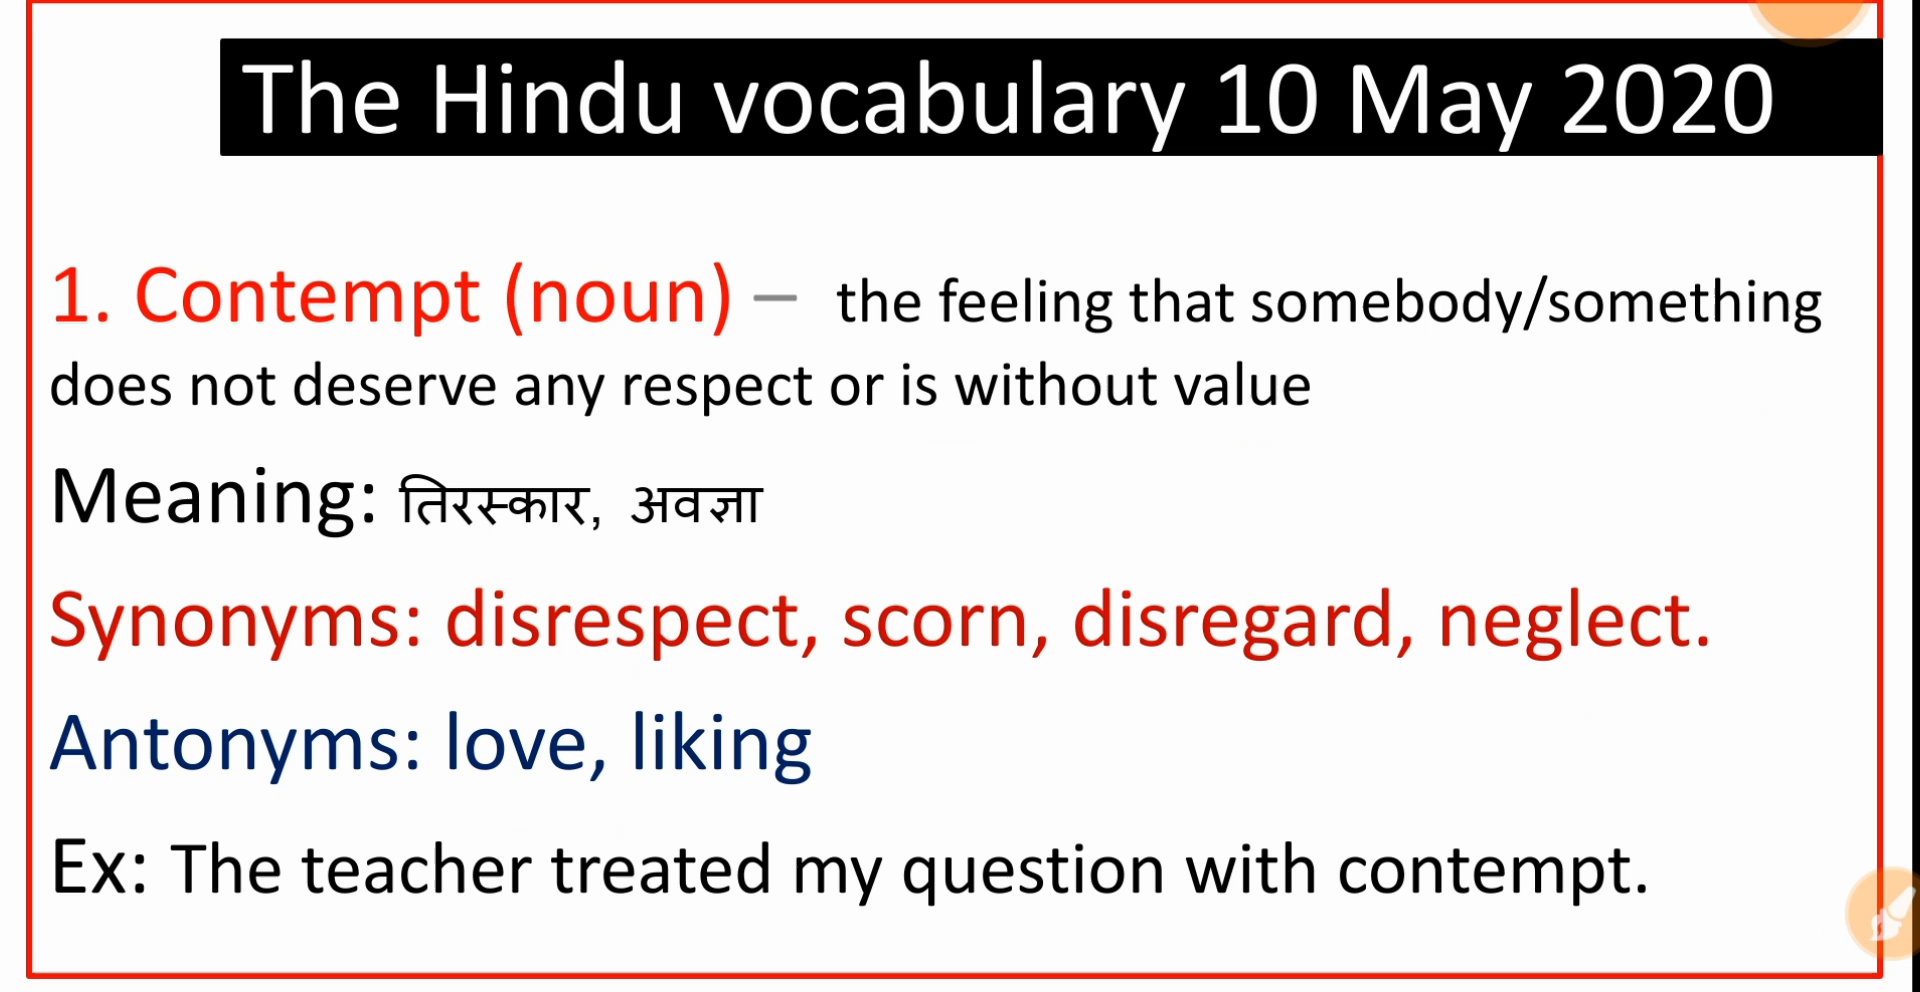 The Hindu vocabulary 10 May 2020
1. Contempt (noun) – the feeling that somebody/something
does not deserve any respect or is without value
Meaning: तिरस्कार, अवज्ञा
Synonyms: disrespect, scorn, disregard, neglect.
Antonyms: love, liking
Ex: The teacher treated my question with contempt.